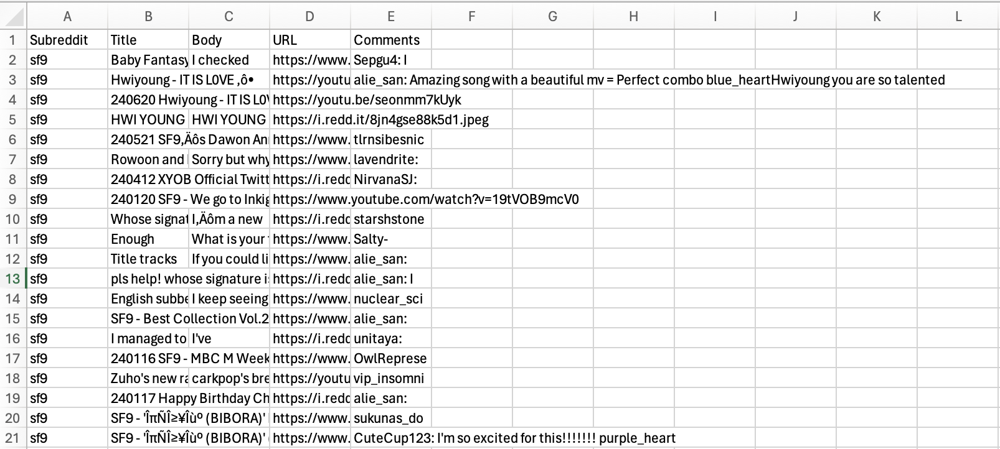 A B C D E F G H I J K L
1 Subreddit Title Body URL Comments
2 sf9 Baby Fantasy I checked https://www. Sepgu4: I
3 sf9 Hwiyoung - IT IS L0VE ‚ô• https://youtu alie_san: Amazing song with a beautiful mv = Perfect combo blue_heartHwiyoung you are so talented
4 sf9 240620 Hwiyoung - IT IS L0V https://youtu.be/seonmm7kUyk
5 sf9 HWI YOUNG HWI YOUNG https://i.redd.it/8jn4gse88k5d1.jpeg
6 sf9 240521 SF9‚Äôs Dawon An https://www. tlrnsibesnic
7 sf9 Rowoon and Sorry but why https://www. lavendrite:
8 sf9 240412 XYOB Official Twitt https://i.redd NirvanaSJ:
9 sf9 240120 SF9 - We go to Inkig https://www.youtube.com/watch?v=19tVOB9mcV0
10 sf9 Whose signat I‚Äôm a new https://i.redd starshstone
11 sf9 Enough What is your https://www. Salty-
12 sf9 Title tracks If you could li https://www. alie_san:
13 sf9 pls help! whose signature is https://i.redd alie_san: I
14 sf9 English subbe I keep seeing https://www. nuclear_sci
15 sf9 SF9 - Best Collection Vol.2 https://www. alie_san:
16 sf9 I managed to I've https://i.redd unitaya:
17 sf9 240116 SF9 - MBC M Week https://www. OwlReprese
18 sf9 Zuho's new ra carkpop's bre https://youtu vip_insomni
19 sf9 240117 Happy Birthday Ch https://i.redd alie_san:
20 sf9 SF9 - 'ÎπÑÎ≥¥Îùº (BIBORA)' https://www. sukunas_do
21 sf9 SF9 - 'ÎπÑÎ≥¥Îùº (BIBORA)' https://www. CuteCup123: I'm so excited for this!!!!!!! purple_heart